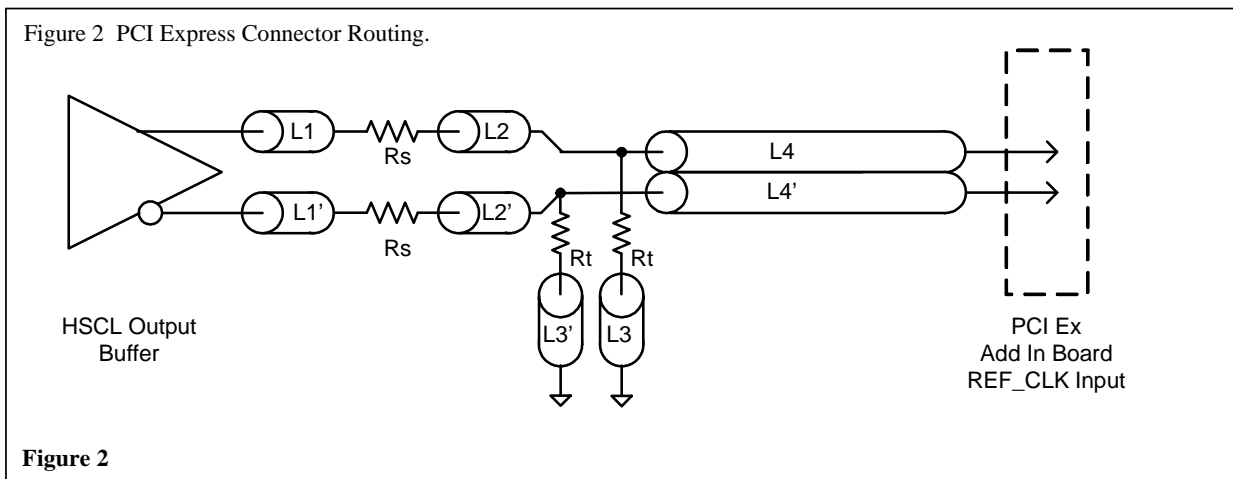 Figure 2 PCI Express Connector Routing.
L1
Rs
L2
L4
L1'
Rs
L2'
L4'
Rt
Rt
L3'
L3
HSCL Output
Buffer
PCI Ex
Add In Board
REF_CLK Input
Figure 2